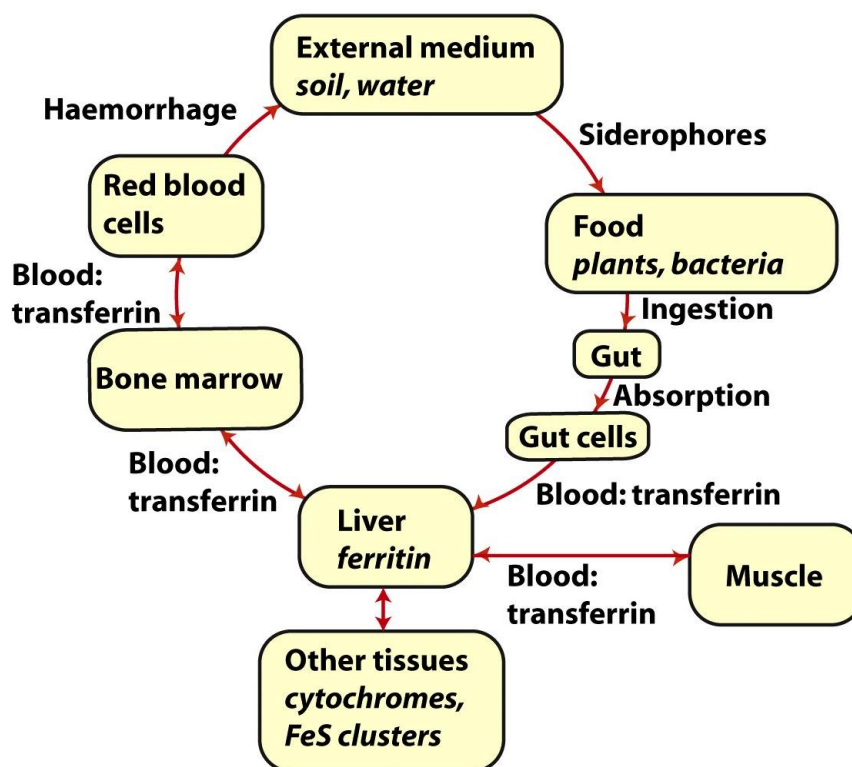 External medium
soil, water
Haemorrhage
Siderophores
Red blood
cells
Food
plants, bacteria
Blood:
transferrin
Ingestion
Gut
Bone marrow
Absorption
Gut cells
Blood:
transferrin
Blood: transferrin
Liver
ferritin
Blood:
transferrin
Muscle
Other tissues
cytochromes,
FeS clusters